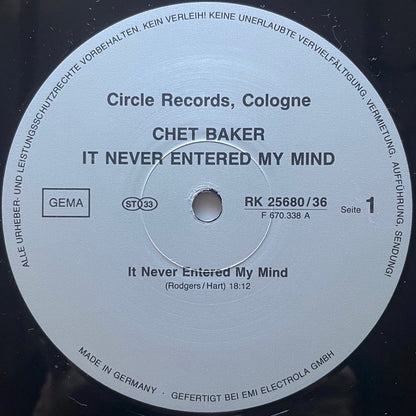 ALLE URHEBER- UND LEISTUNGSSCHUTZRECHTE VORBEHALTEN. KEIN VERLEIH! KEINE UNERLAUBTE VERVIELFÄLTIGUNG, VERMIETUNG, AUFFÜHRUNG, SENDUNG!
Circle Records, Cologne
CHET BAKER
IT NEVER ENTERED MY MIND
GEMA
ST 33
RK 25680/36
F 670.338 A
Seite 1
It Never Entered My Mind
(Rodgers/Hart) 18:12
MADE IN GERMANY · GEFERTIGT BEI EMI ELECTROLA GMBH